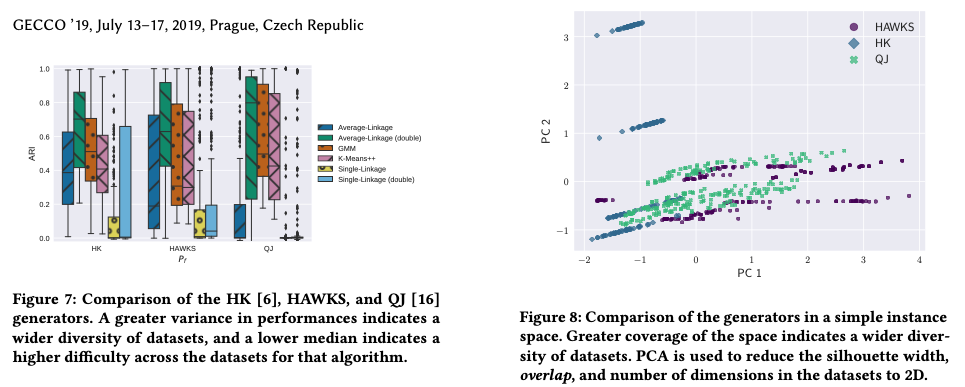 GECCO ’19, July 13–17, 2019, Prague, Czech Republic
1.0
0.8
0.6
0.4
0.2
0.0
ARI
HK
HAWKS
QJ
Pf
Average-Linkage
Average-Linkage (double)
GMM
K-Means++
Single-Linkage
Single-Linkage (double)
Figure 7: Comparison of the HK [6], HAWKS, and QJ [16]
generators. A greater variance in performances indicates a
wider diversity of datasets, and a lower median indicates a
higher difficulty across the datasets for that algorithm.
HAWKS
HK
QJ
3
2
1
0
−1
PC 2
−2
−1
0
1
2
3
4
PC 1
Figure 8: Comparison of the generators in a simple instance
space. Greater coverage of the space indicates a wider diver-
sity of datasets. PCA is used to reduce the silhouette width,
overlap, and number of dimensions in the datasets to 2D.